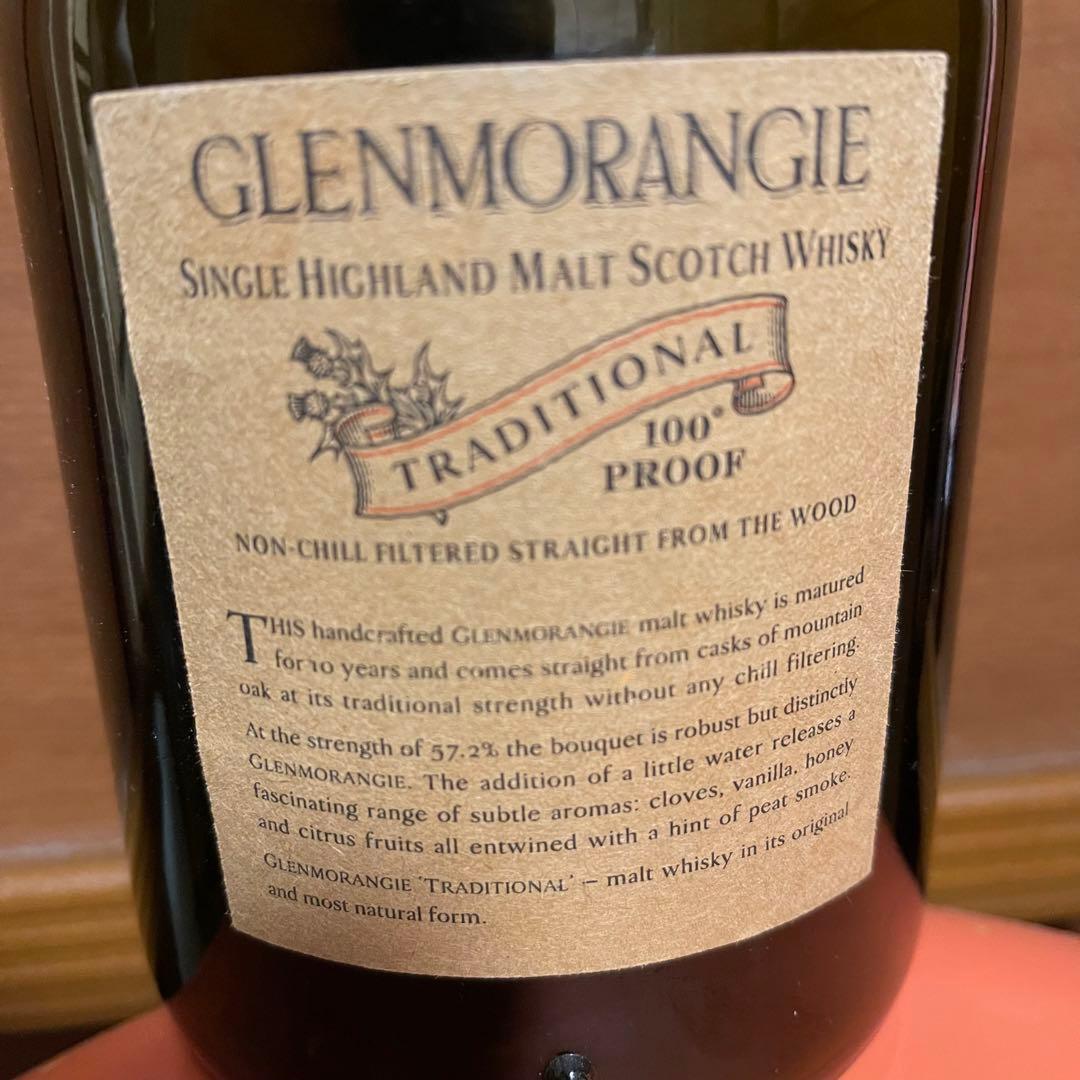 GLENMORANGIE
SINGLE HIGHLAND MALT SCOTCH WHISKY
TRADITIONAL
100°
PROOF
NON-CHILL FILTERED STRAIGHT FROM THE WOOD
THIS handcrafted GLENMORANGIE malt whisky is matured
for 10 years and comes straight from casks of mountain
oak at its traditional strength without any chill filtering.
At the strength of 57.2% the bouquet is robust but distinctly
GLENMORANGIE. The addition of a little water releases a
fascinating range of subtle aromas: cloves, vanilla, honey
and citrus fruits all entwined with a hint of peat smoke.
GLENMORANGIE 'TRADITIONAL' – malt whisky in its original
and most natural form.